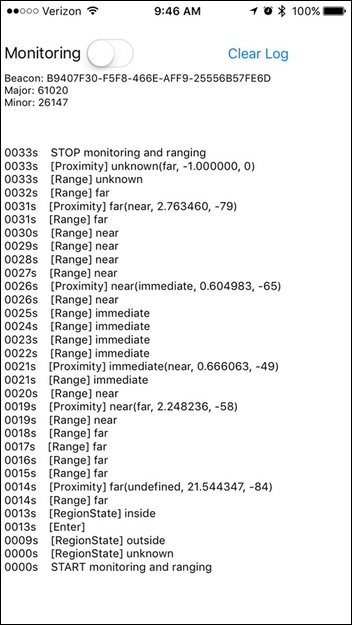 ●●○○○ Verizon 9:46 AM 100%
Monitoring Clear Log
Beacon: B9407F30-F5F8-466E-AFF9-25556B57FE6D
Major: 61020
Minor: 26147
0033s STOP monitoring and ranging
0033s [Proximity] unknown(far, -1.000000, 0)
0033s [Range] unknown
0032s [Range] far
0031s [Proximity] far(near, 2.763460, -79)
0031s [Range] far
0030s [Range] near
0029s [Range] near
0028s [Range] near
0027s [Range] near
0026s [Proximity] near(immediate, 0.604983, -65)
0026s [Range] near
0025s [Range] immediate
0024s [Range] immediate
0023s [Range] immediate
0022s [Range] immediate
0021s [Proximity] immediate(near, 0.666063, -49)
0021s [Range] immediate
0020s [Range] near
0019s [Proximity] near(far, 2.248236, -58)
0019s [Range] near
0018s [Range] far
0017s [Range] far
0016s [Range] far
0015s [Range] far
0014s [Proximity] far(undefined, 21.544347, -84)
0014s [Range] far
0013s [RegionState] inside
0013s [Enter]
0009s [RegionState] outside
0000s [RegionState] unknown
0000s START monitoring and ranging